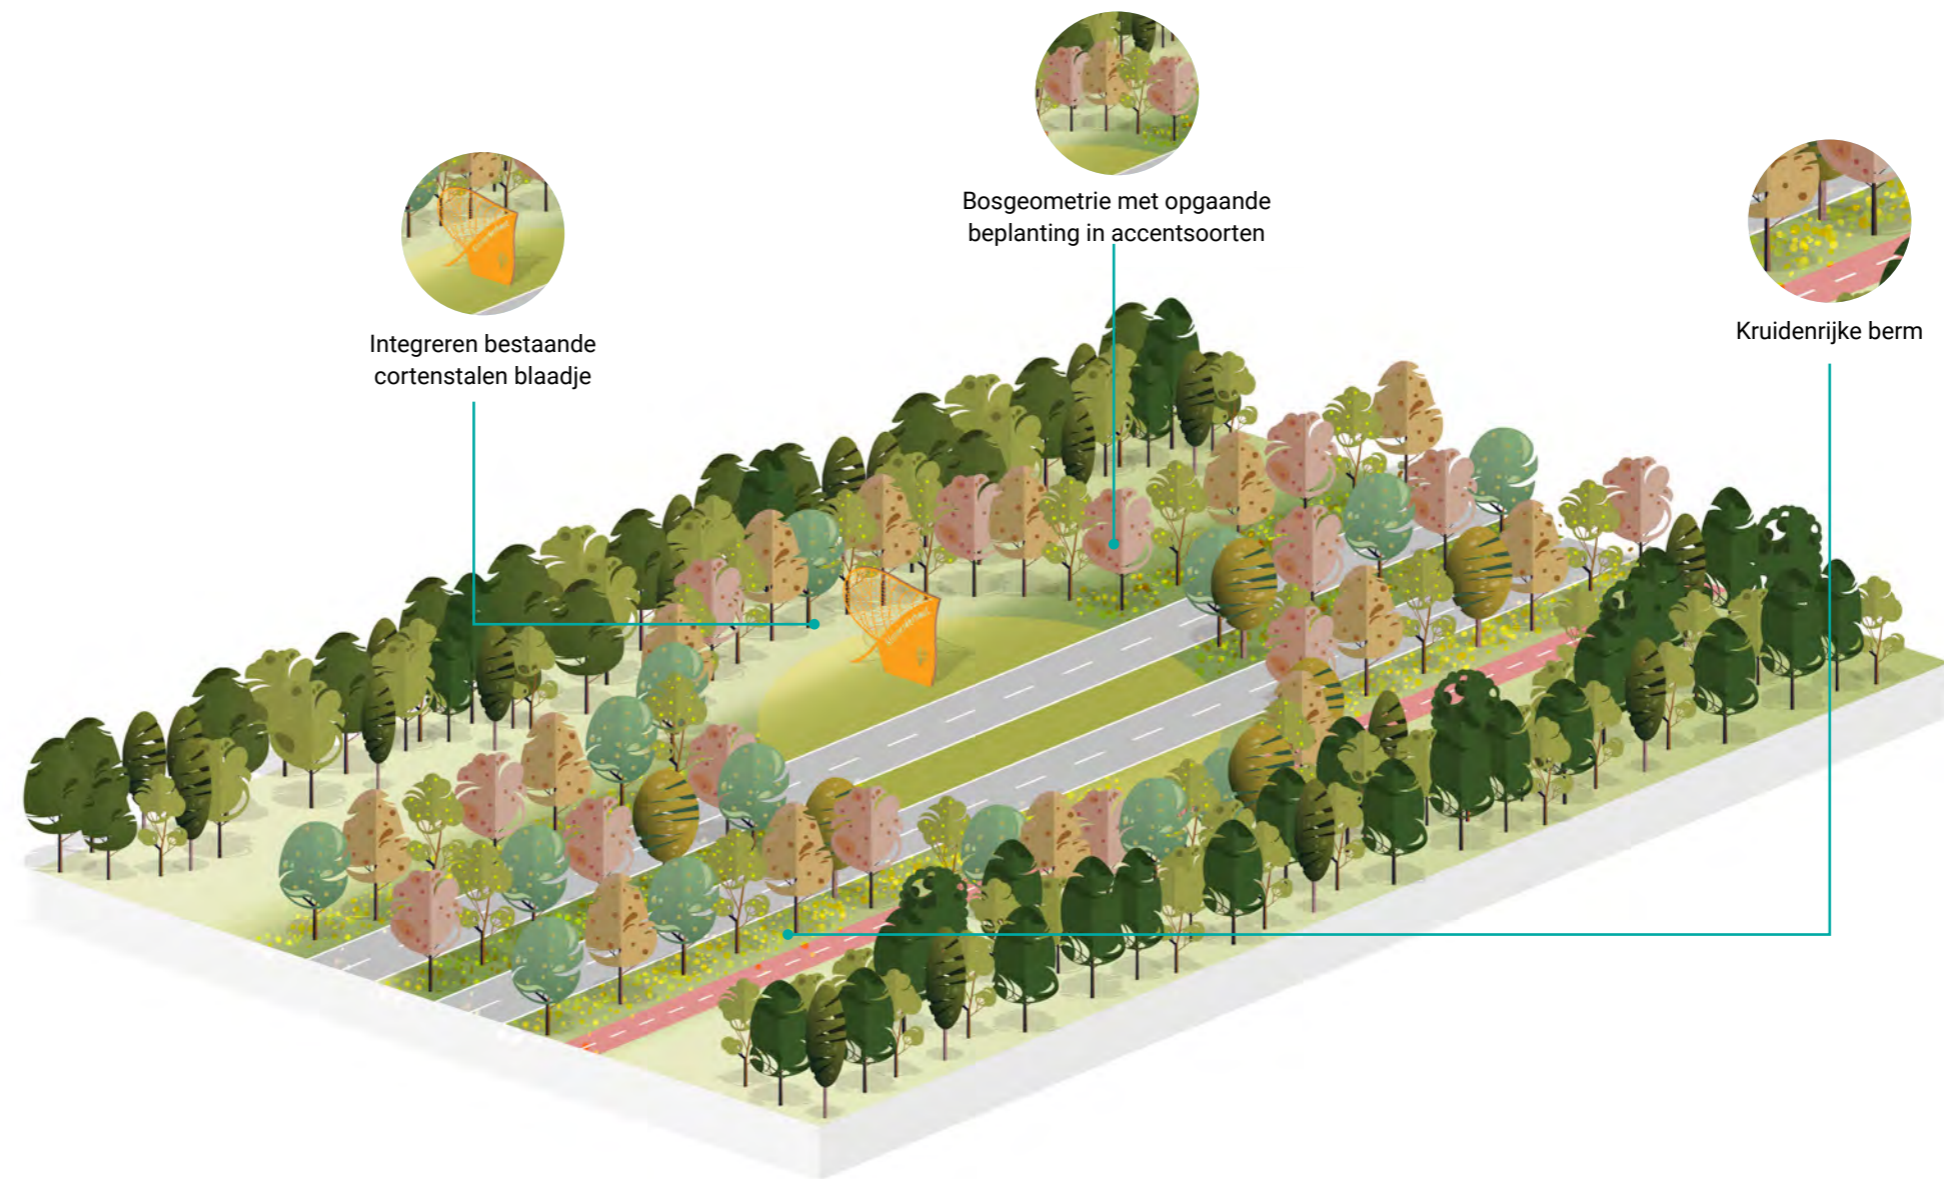 Bosgeometrie met opgaande
beplanting in accentsoorten
Kruidenrijke berm
Integreren bestaande
cortenstalen blaadje